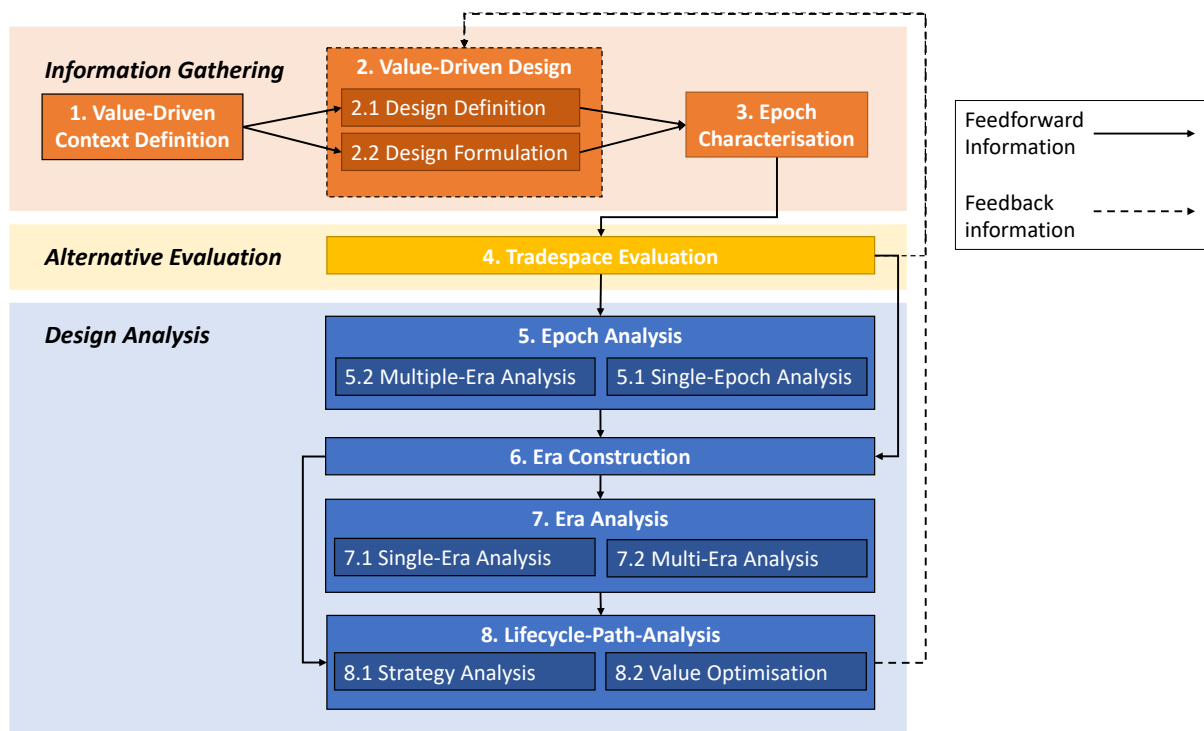 Information Gathering
1. Value-Driven
Context Definition
2. Value-Driven Design
2.1 Design Definition
2.2 Design Formulation
3. Epoch
Characterisation
Feedforward
Information
Feedback
information
Alternative Evaluation
4. Tradespace Evaluation
Design Analysis
5. Epoch Analysis
5.2 Multiple-Era Analysis
5.1 Single-Epoch Analysis
6. Era Construction
7. Era Analysis
7.1 Single-Era Analysis
7.2 Multi-Era Analysis
8. Lifecycle-Path-Analysis
8.1 Strategy Analysis
8.2 Value Optimisation